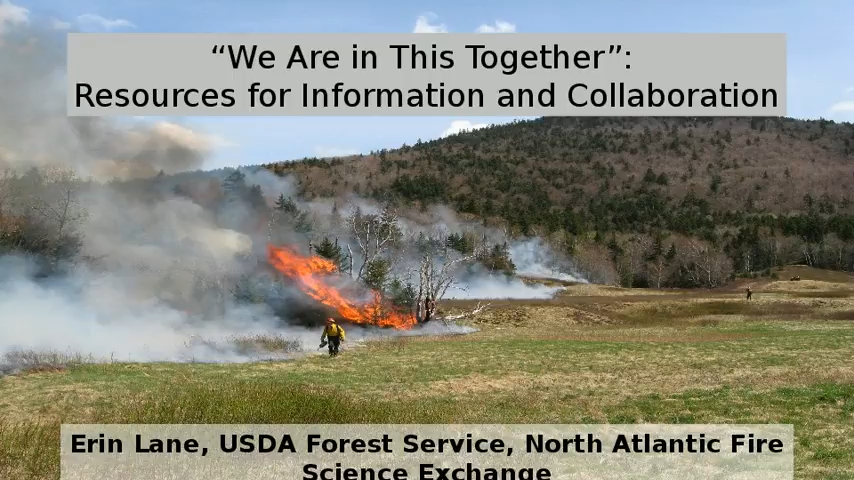 “We Are in This Together”:
Resources for Information and Collaboration
Erin Lane, USDA Forest Service, North Atlantic Fire
Science Exchange